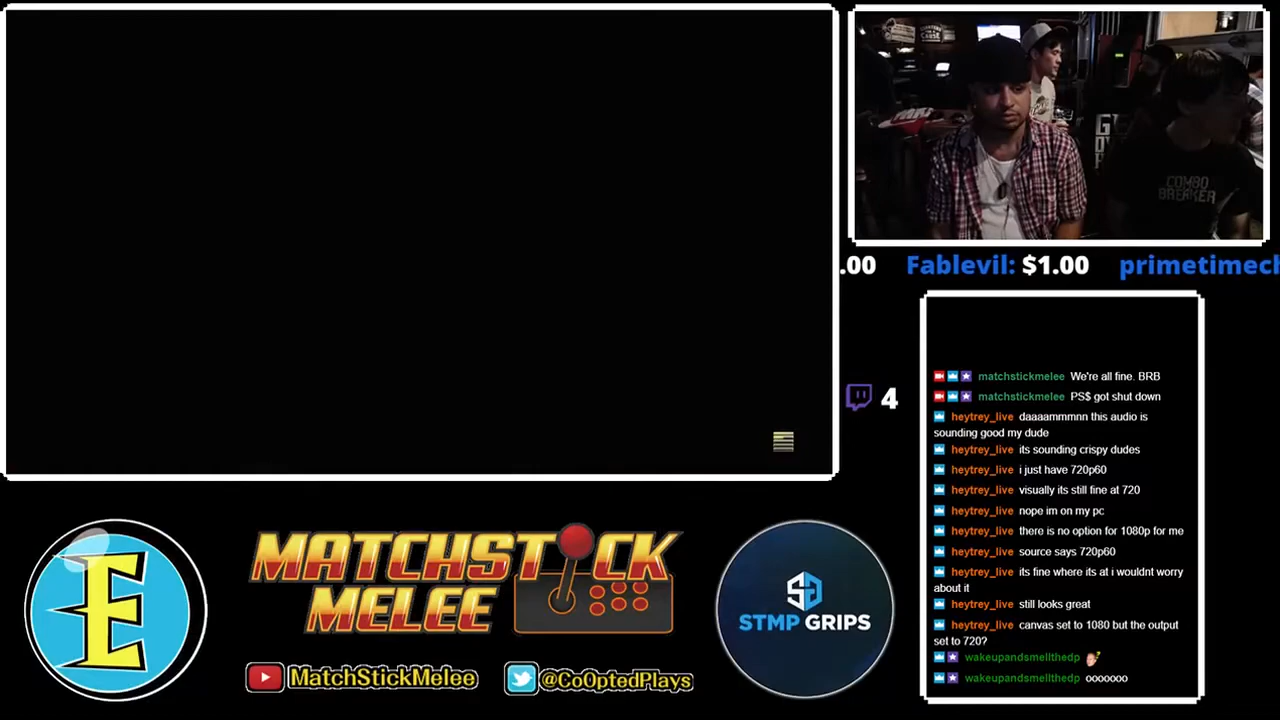 COMBO
BREAKER
.00 Fablevil: $1.00 primetimech
4
matchstickmelee We're all fine. BRB
matchstickmelee PS$ got shut down
heytrey_live daaaammmnn this audio is
sounding good my dude
heytrey_live its sounding crispy dudes
heytrey_live i just have 720p60
heytrey_live visually its still fine at 720
heytrey_live nope im on my pc
heytrey_live there is no option for 1080p for me
heytrey_live source says 720p60
heytrey_live its fine where its at i wouldnt worry
about it
heytrey_live still looks great
heytrey_live canvas set to 1080 but the output
set to 720?
wakeupandsmellthedp
wakeupandsmellthedp ooooooo
E
MATCHSTICK
MELEE
MatchStickMelee
@CoOptedPlays
SG
STMP GRIPS